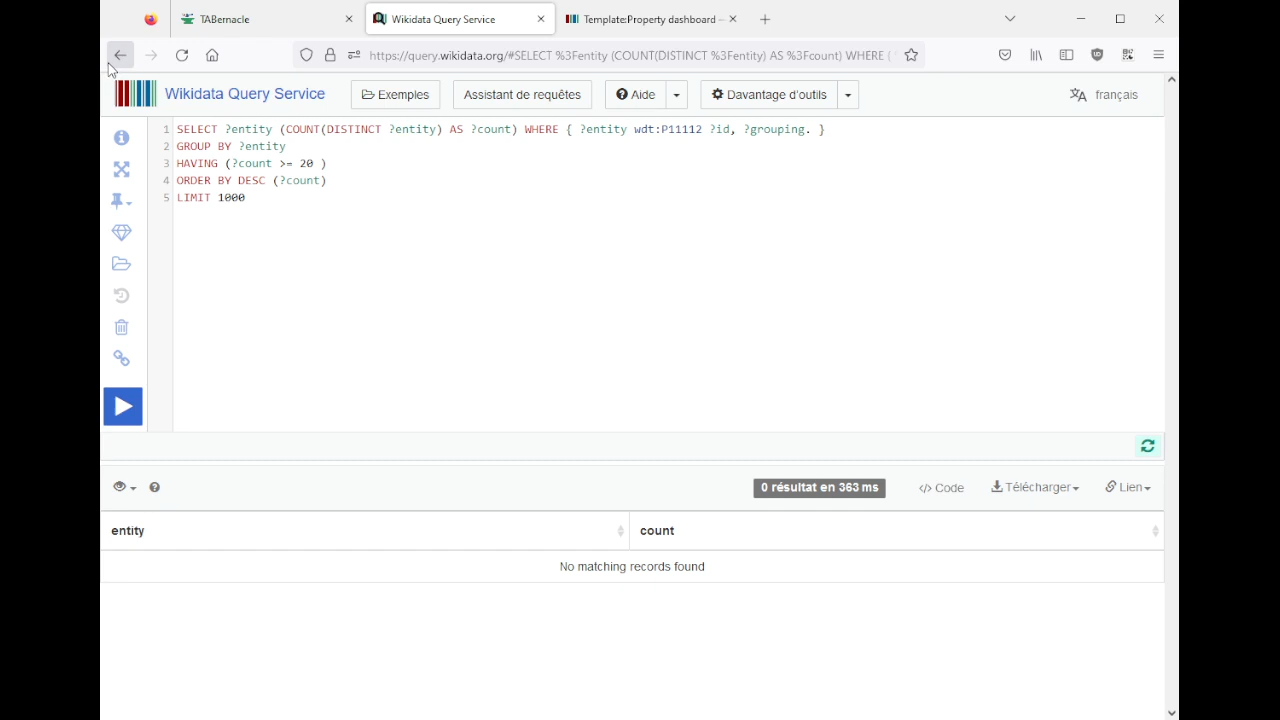 TABernacle
Wikidata Query Service
Template:Property dashboard –
https://query.wikidata.org/#SELECT %3Fentity (COUNT(DISTINCT %3Fentity) AS %3Fcount) WHERE {
Wikidata Query Service
Exemples
Assistant de requêtes
Aide
Davantage d'outils
français
1 SELECT ?entity (COUNT(DISTINCT ?entity) AS ?count) WHERE { ?entity wdt:P11112 ?id, ?grouping. }
2 GROUP BY ?entity
3 HAVING (?count >= 20 )
4 ORDER BY DESC (?count)
5 LIMIT 1000
0 résultat en 363 ms
</> Code
Télécharger
Lien
entity
count
No matching records found